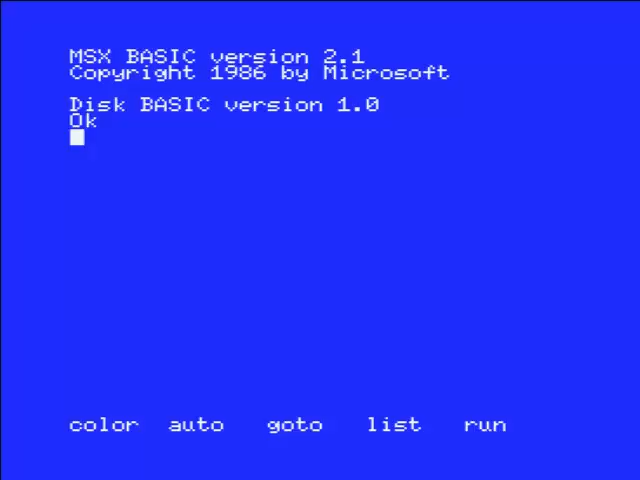 MSX BASIC version 2.1
Copyright 1986 by Microsoft
Disk BASIC version 1.0
Ok
color auto goto list run